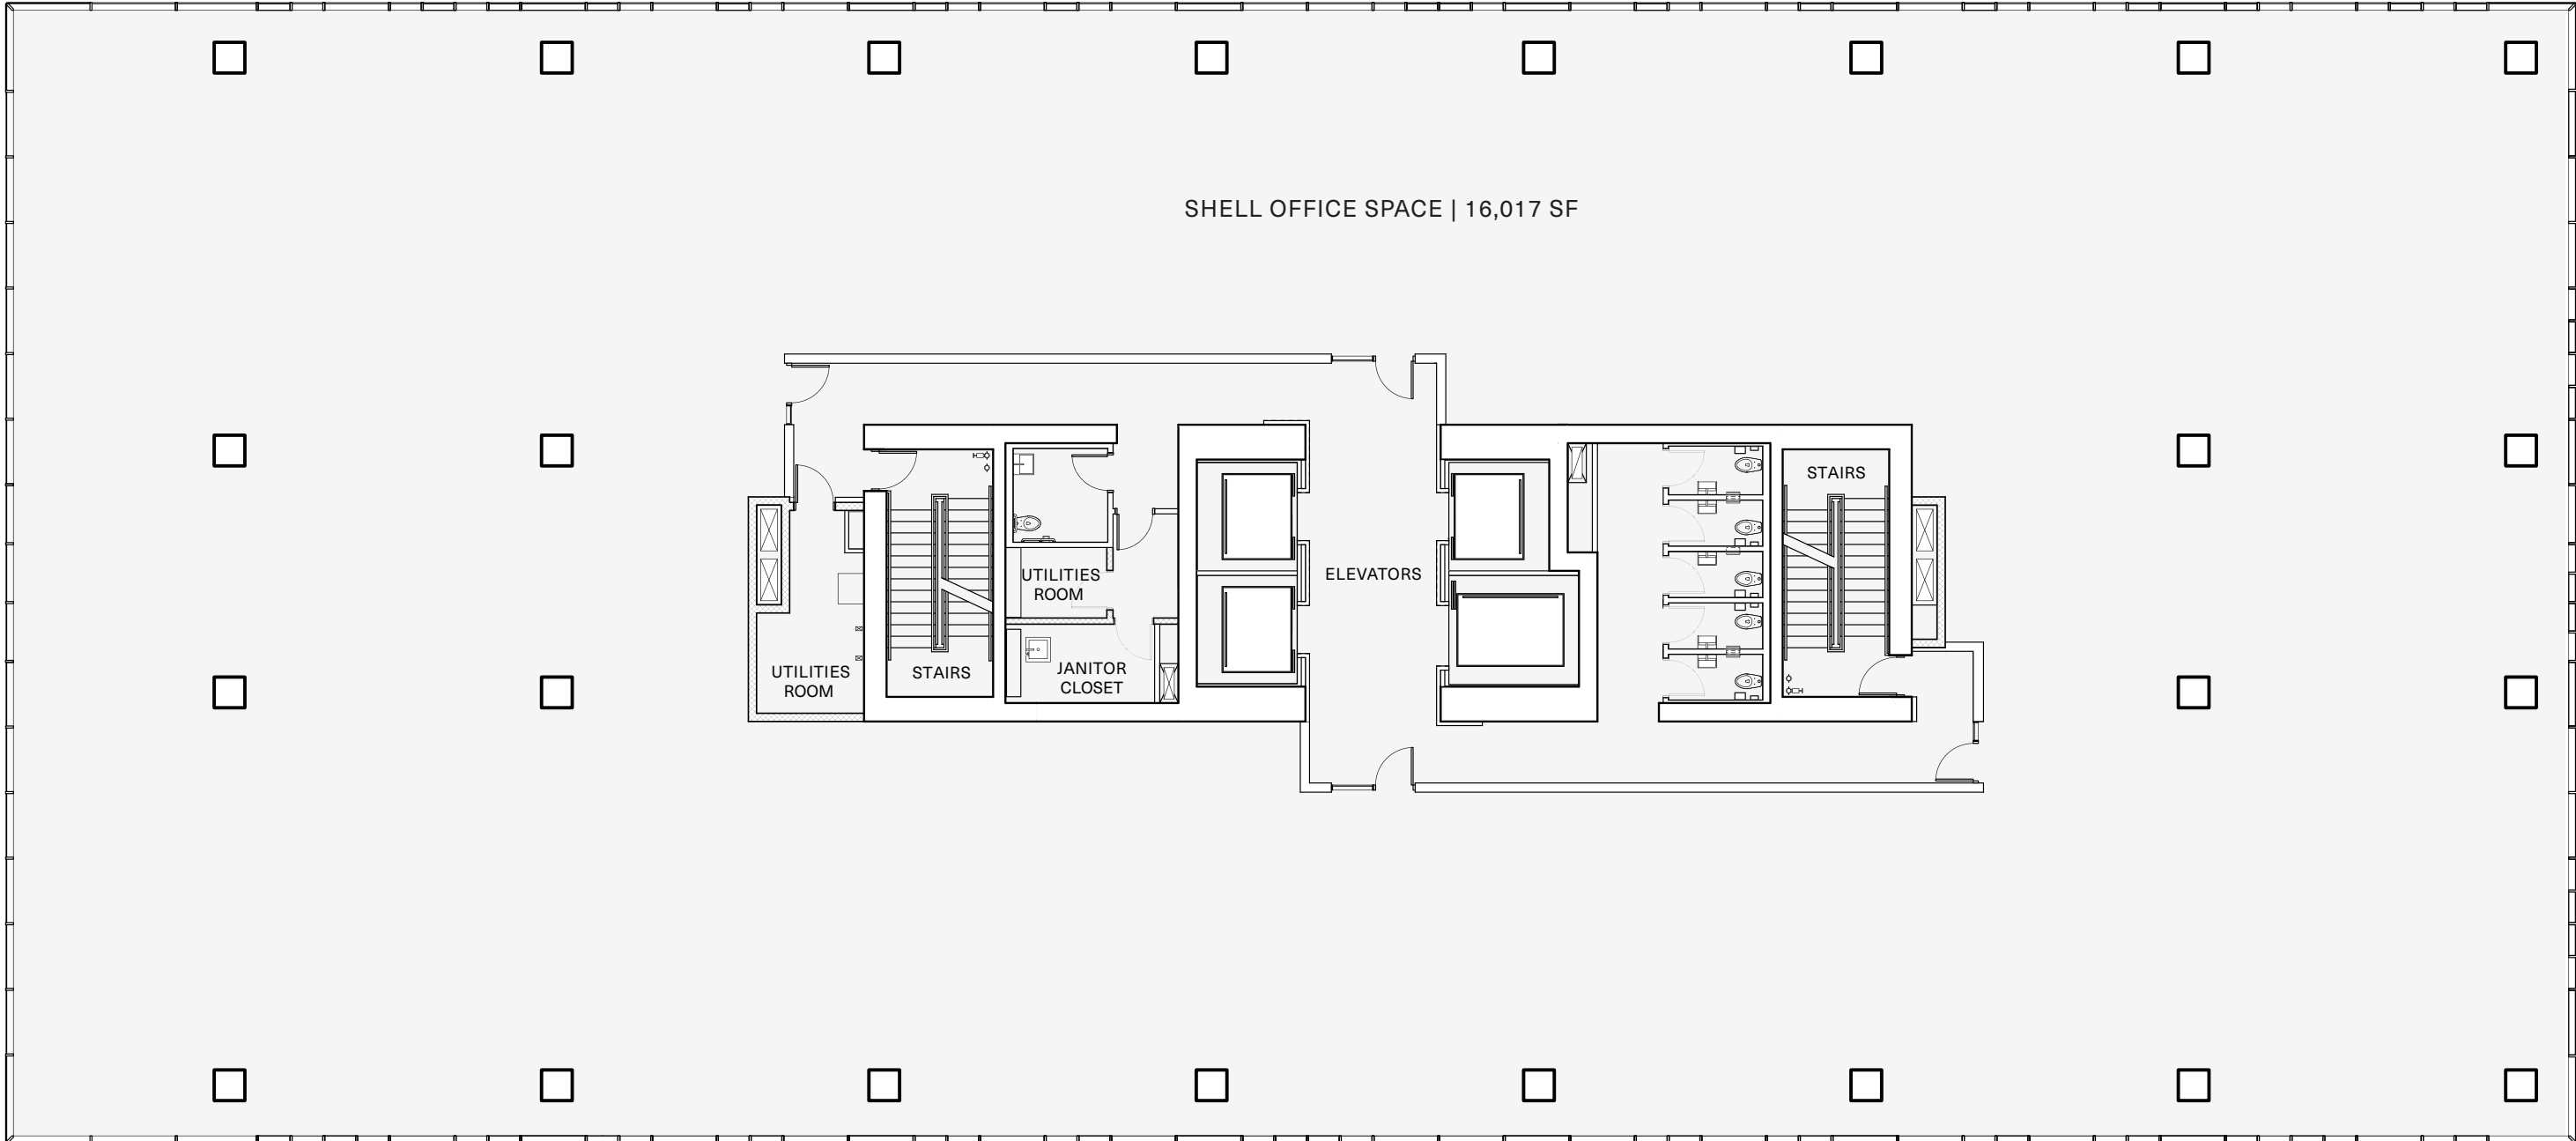 SHELL OFFICE SPACE | 16,017 SF
STAIRS
ELEVATORS
UTILITIES
ROOM
UTILITIES
ROOM
STAIRS
JANITOR
CLOSET